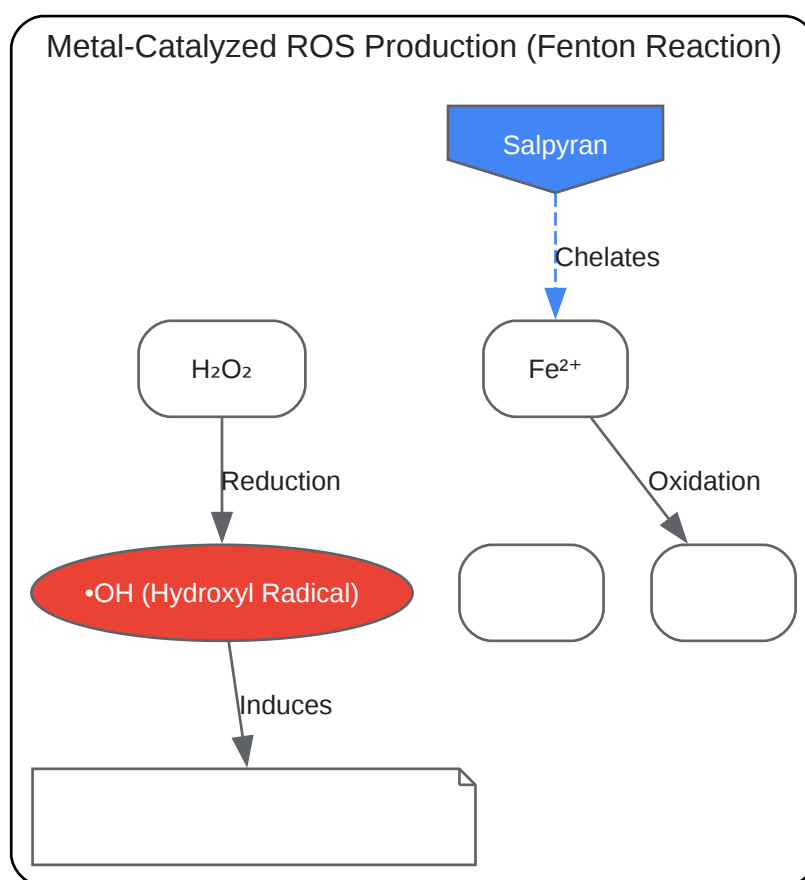 Metal-Catalyzed ROS Production (Fenton Reaction)
Salpyran
Chelates
H₂O₂
Fe²⁺
Reduction
Oxidation
•OH (Hydroxyl Radical)
Induces